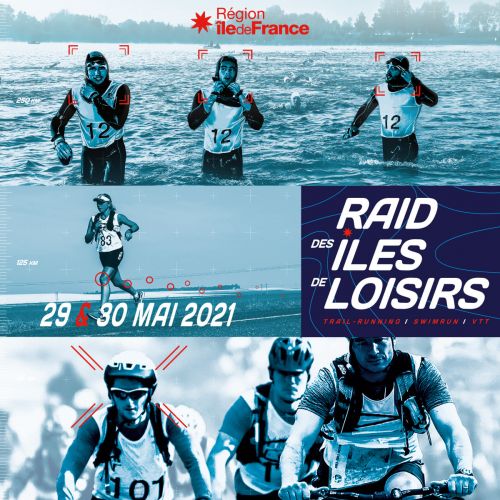 Région
îledeFrance
250 KM
12
12
12
125 KM
83
RAID
DES ÎLES
DE LOISIRS
29 & 30 MAI 2021
TRAIL-RUNNING / SWIMRUN / VTT
101